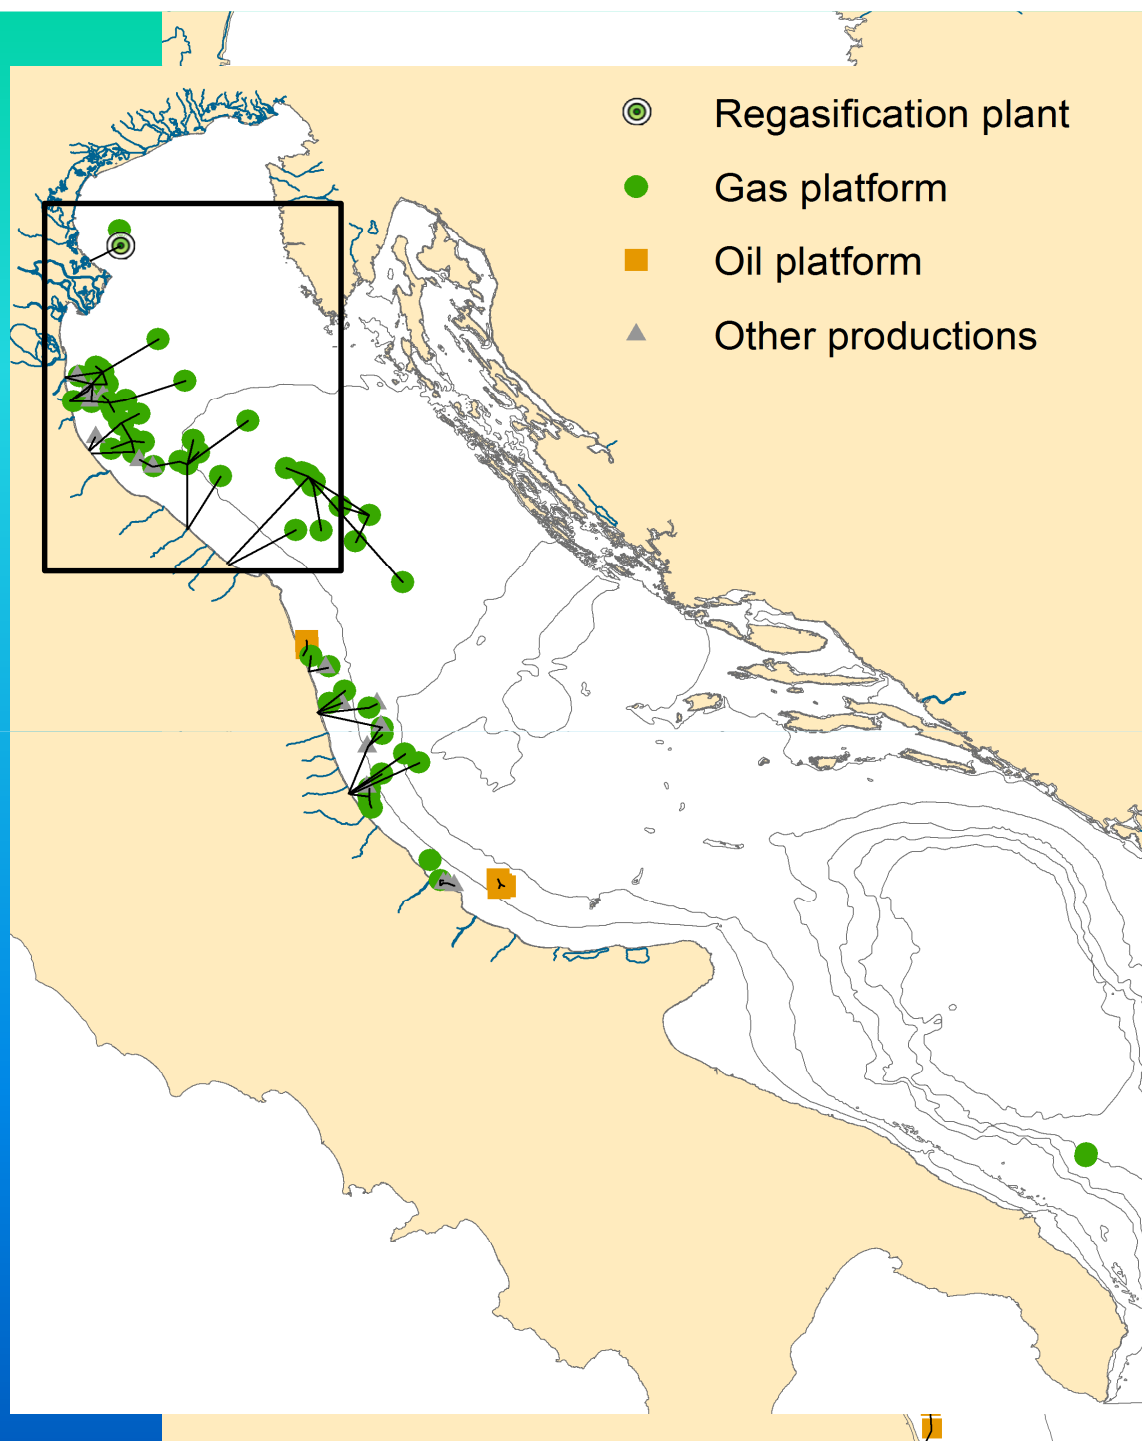 Regasification plant
Gas platform
Oil platform
Other productions